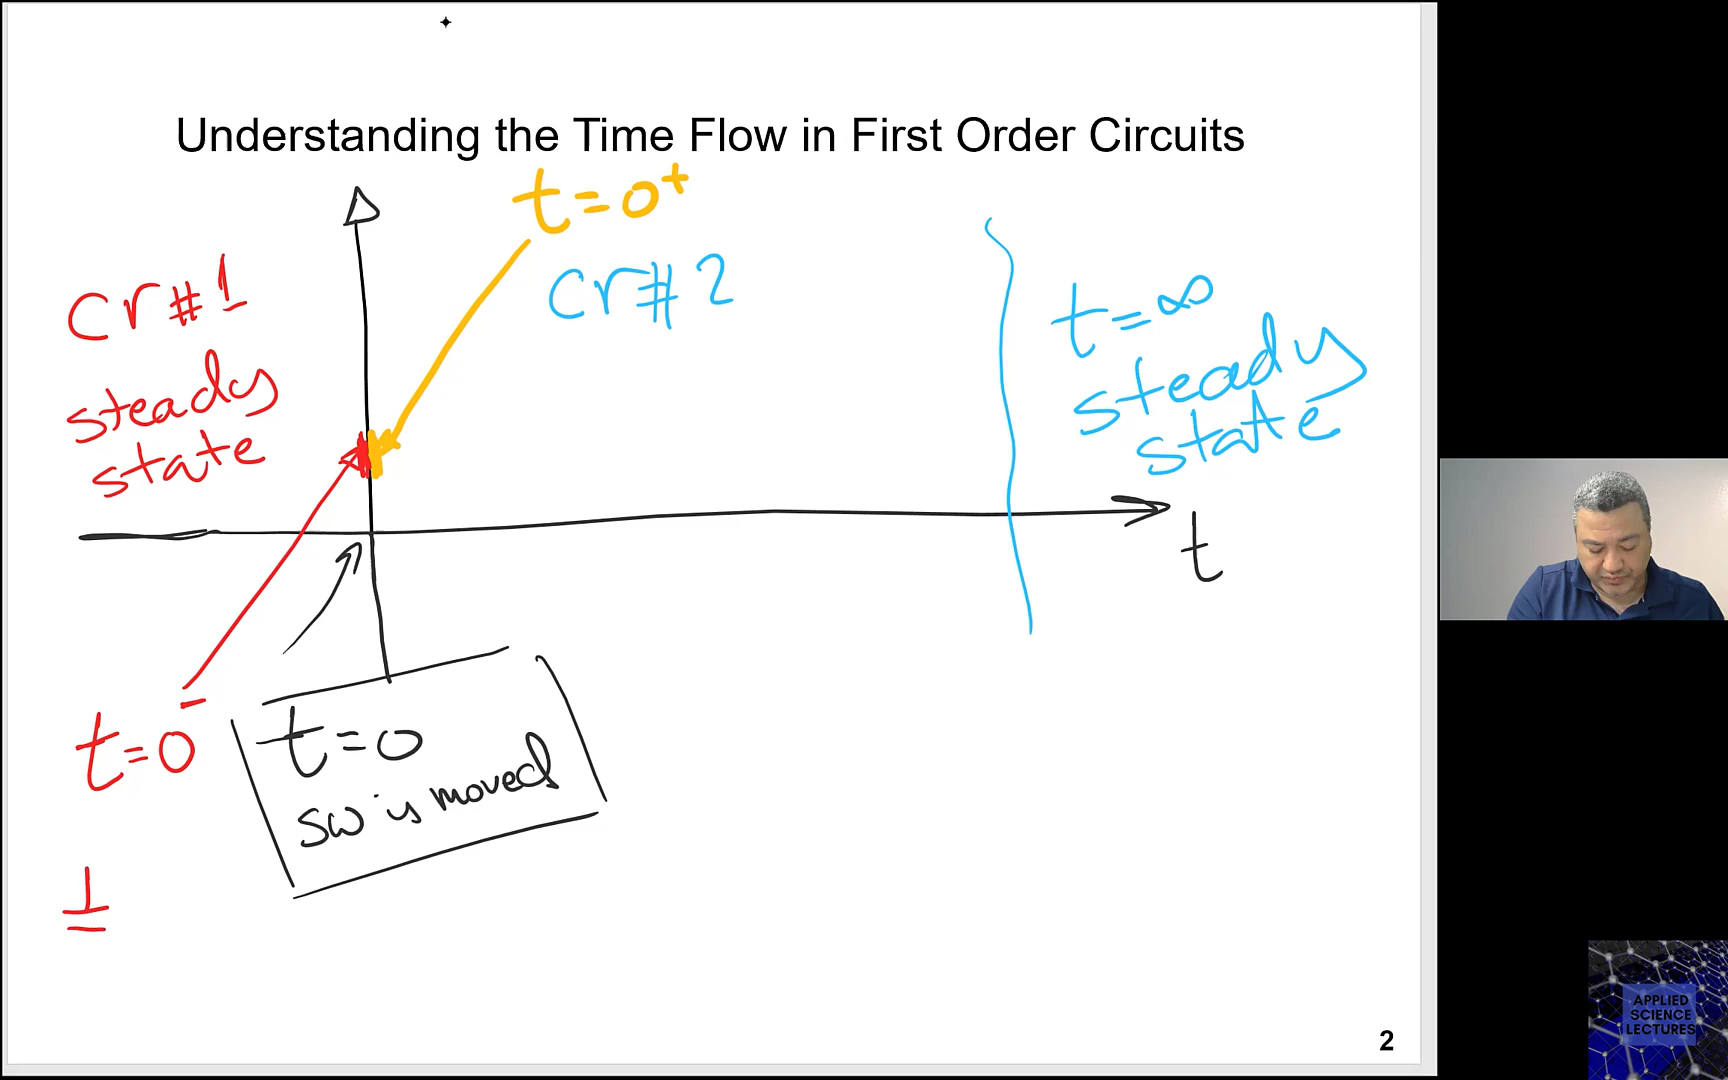 Understanding the Time Flow in First Order Circuits
t=0⁺
cr#1
steady
state
cr#2
t=∞
steady
state
t
t=0⁻
t=0
sw is moved
2
APPLIED
SCIENCE
LECTURES